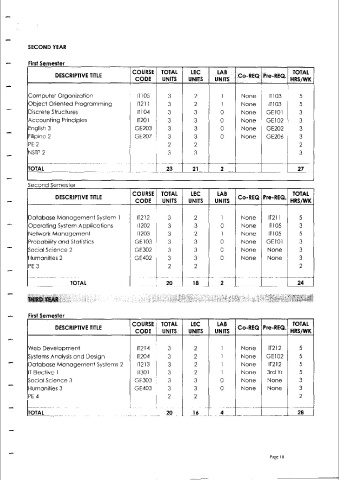 SECOND YEAR
First Semester
DESCRIPTIVE TITLE COURSE CODE TOTAL UNITS LEC UNITS LAB UNITS Co-REQ Pre-REQ. TOTAL HRS/WK
Computer Organization IT105 3 2 1 None IT103 5
Object Oriented Programming IT211 3 2 1 None IT103 5
Discrete Structures IT104 3 3 0 None GE101 3
Accounting Principles IT201 3 3 0 None GE102 3
English 3 GE203 3 3 0 None GE202 3
Filipino 2 GE207 3 3 0 None GE206 3
PE 2 2 2 2
NSTP 2 3 3 3
TOTAL 23 21 2 27
Second Semester
DESCRIPTIVE TITLE COURSE CODE TOTAL UNITS LEC UNITS LAB UNITS Co-REQ Pre-REQ. TOTAL HRS/WK
Database Management System 1 IT212 3 2 1 None IT211 5
Operating System Applications IT202 3 3 0 None IT105 3
Network Management IT203 3 2 1 None IT105 5
Probability and Statistics GE103 3 3 0 None GE101 3
Social Science 2 GE302 3 3 0 None None 3
Humanities 2 GE402 3 3 0 None None 3
PE 3 2 2 2
TOTAL 20 18 2 24
THIRD YEAR
First Semester
DESCRIPTIVE TITLE COURSE CODE TOTAL UNITS LEC UNITS LAB UNITS Co-REQ Pre-REQ. TOTAL HRS/WK
Web Development IT214 3 2 1 None IT212 5
Systems Analysis and Design IT204 3 2 1 None GE102 5
Database Management Systems 2 IT213 3 2 1 None IT212 5
IT Elective 1 IT301 3 2 1 None 3rd Yr 5
Social Science 3 GE303 3 3 0 None None 3
Humanities 3 GE403 3 3 0 None None 3
PE 4 2 2 2
TOTAL 20 16 4 28
Page 18